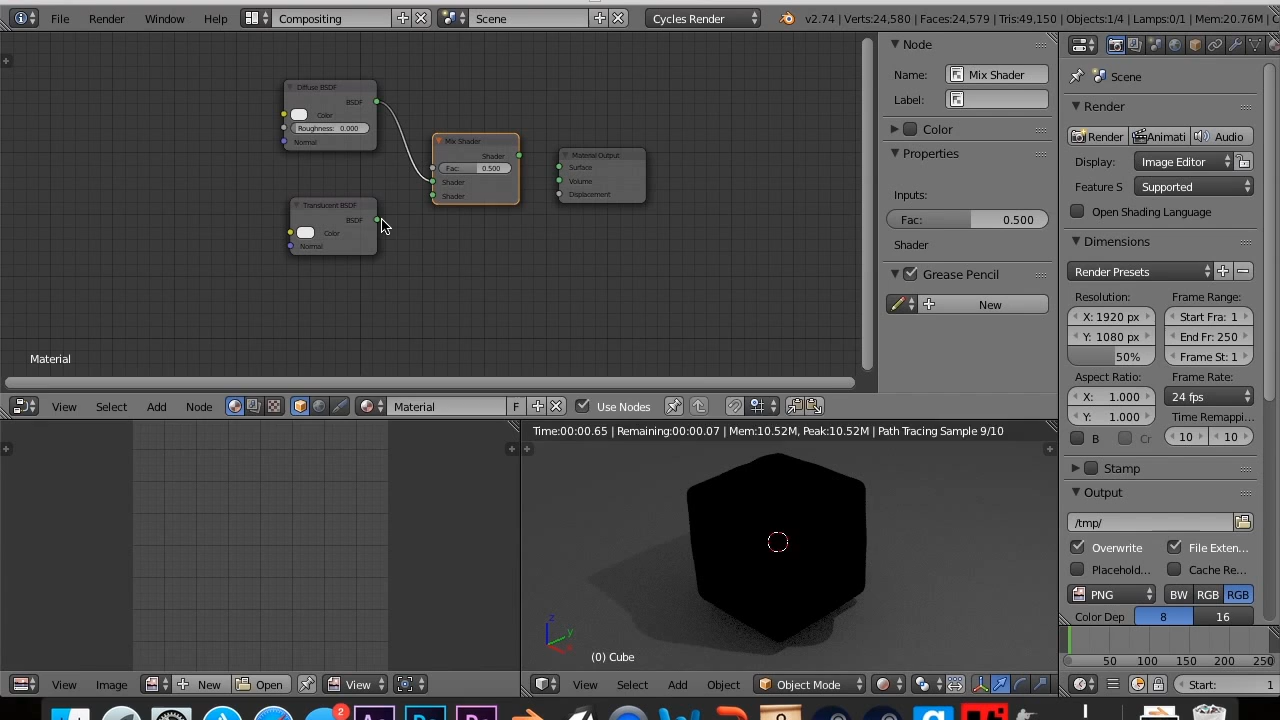 File Render Window Help Compositing Scene Cycles Render v2.74 | Verts:24,580 | Faces:24,579 | Tris:49,150 | Objects:1/4 | Lamps:0/1 | Mem:20.76M
Diffuse BSDF
BSDF
Color
Roughness: 0.000
Normal
Translucent BSDF
BSDF
Color
Normal
Mix Shader
Shader
Fac: 0.500
Shader
Shader
Material Output
Surface
Volume
Displacement
Material
Node
Name: Mix Shader
Label:
Color
Properties
Inputs:
Fac: 0.500
Shader
Grease Pencil
New
Scene
Render
Render Animati Audio
Display: Image Editor
Feature S Supported
Open Shading Language
Dimensions
Render Presets
Resolution: Frame Range:
X: 1920 px Start Fra: 1
Y: 1080 px End Fr: 250
50% Frame St: 1
Aspect Ratio: Frame Rate:
X: 1.000 24 fps
Y: 1.000 Time Remappi...
B Cr 10 10
Stamp
Output
/tmp/
Overwrite File Exten...
Placehold... Cache Re...
PNG BW RGB RGB
Color Dep 8 16
View Select Add Node Material F Use Nodes
Time:00:00.65 | Remaining:00:00.07 | Mem:10.52M, Peak:10.52M | Path Tracing Sample 9/10
z
y
x
(0) Cube
50 100 150 200 250
View Image New Open View
View Select Add Object Object Mode
Start: 1
2
Ae